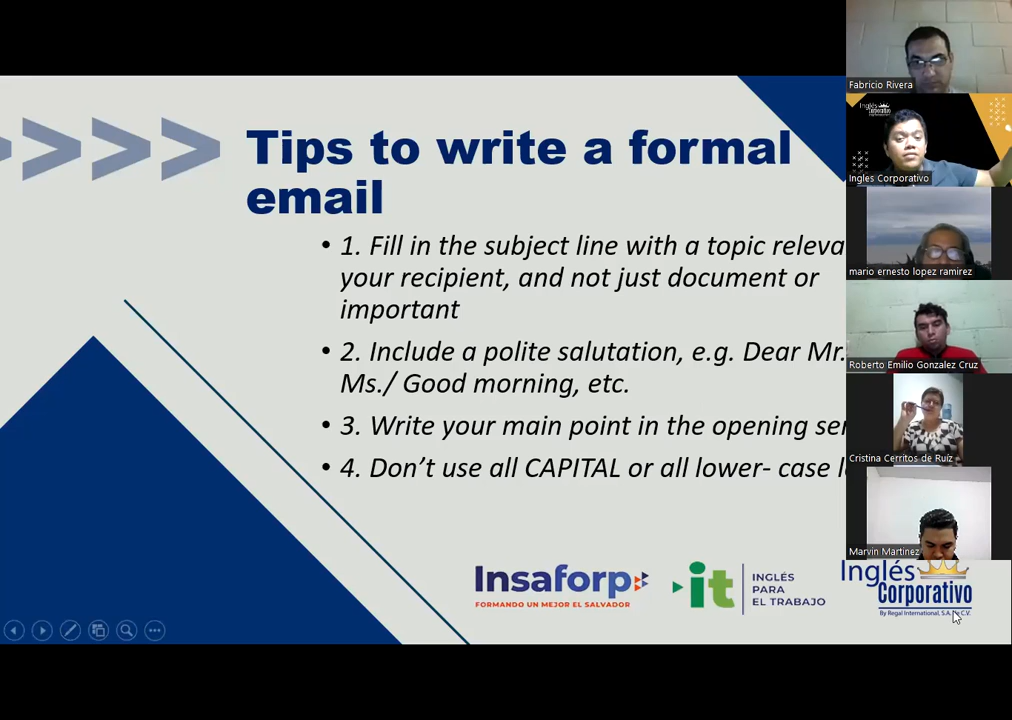 Tips to write a formal
email
• 1. Fill in the subject line with a topic
your recipient, and not just document or
important
• 2. Include a polite salutation, e.g. Dear Mr.
Ms./ Good morning, etc.
• 3. Write your main point in the opening
• 4. Don't use all CAPITAL or all lower- case
Insaforp
FORMANDO UN MEJOR EL SALVADOR
it
INGLÉS
PARA
EL TRABAJO
Inglés
Corporativo
By Regal International, S.A. de C.V.
Fabricio Rivera
Inglés
Corporativo
Ingles Corporativo
mario ernesto lopez ramirez
Roberto Emilio Gonzalez Cruz
Cristina Cerritos de Ruiz
Marvin Martinez